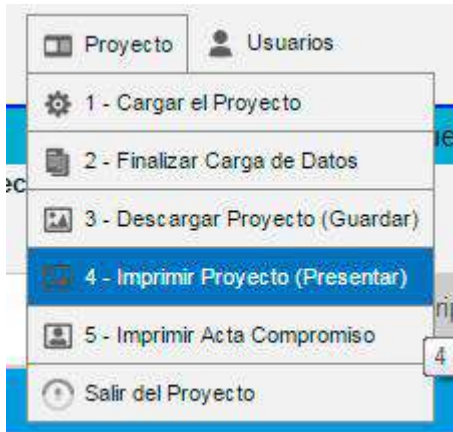 Proyecto Usuarios
1 - Cargar el Proyecto
2 - Finalizar Carga de Datos
3 - Descargar Proyecto (Guardar)
4 - Imprimir Proyecto (Presentar)
5 - Imprimir Acta Compromiso
4
Salir del Proyecto